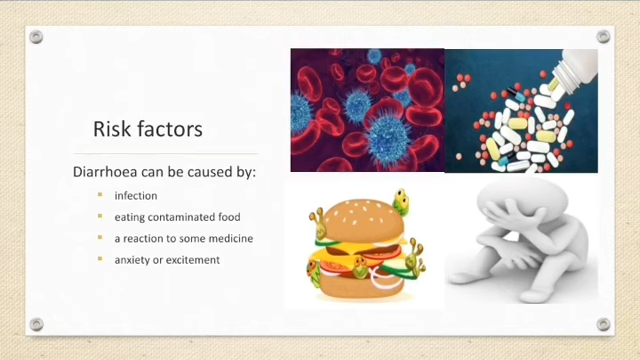 Risk factors
Diarrhoea can be caused by:
infection
eating contaminated food
a reaction to some medicine
anxiety or excitement